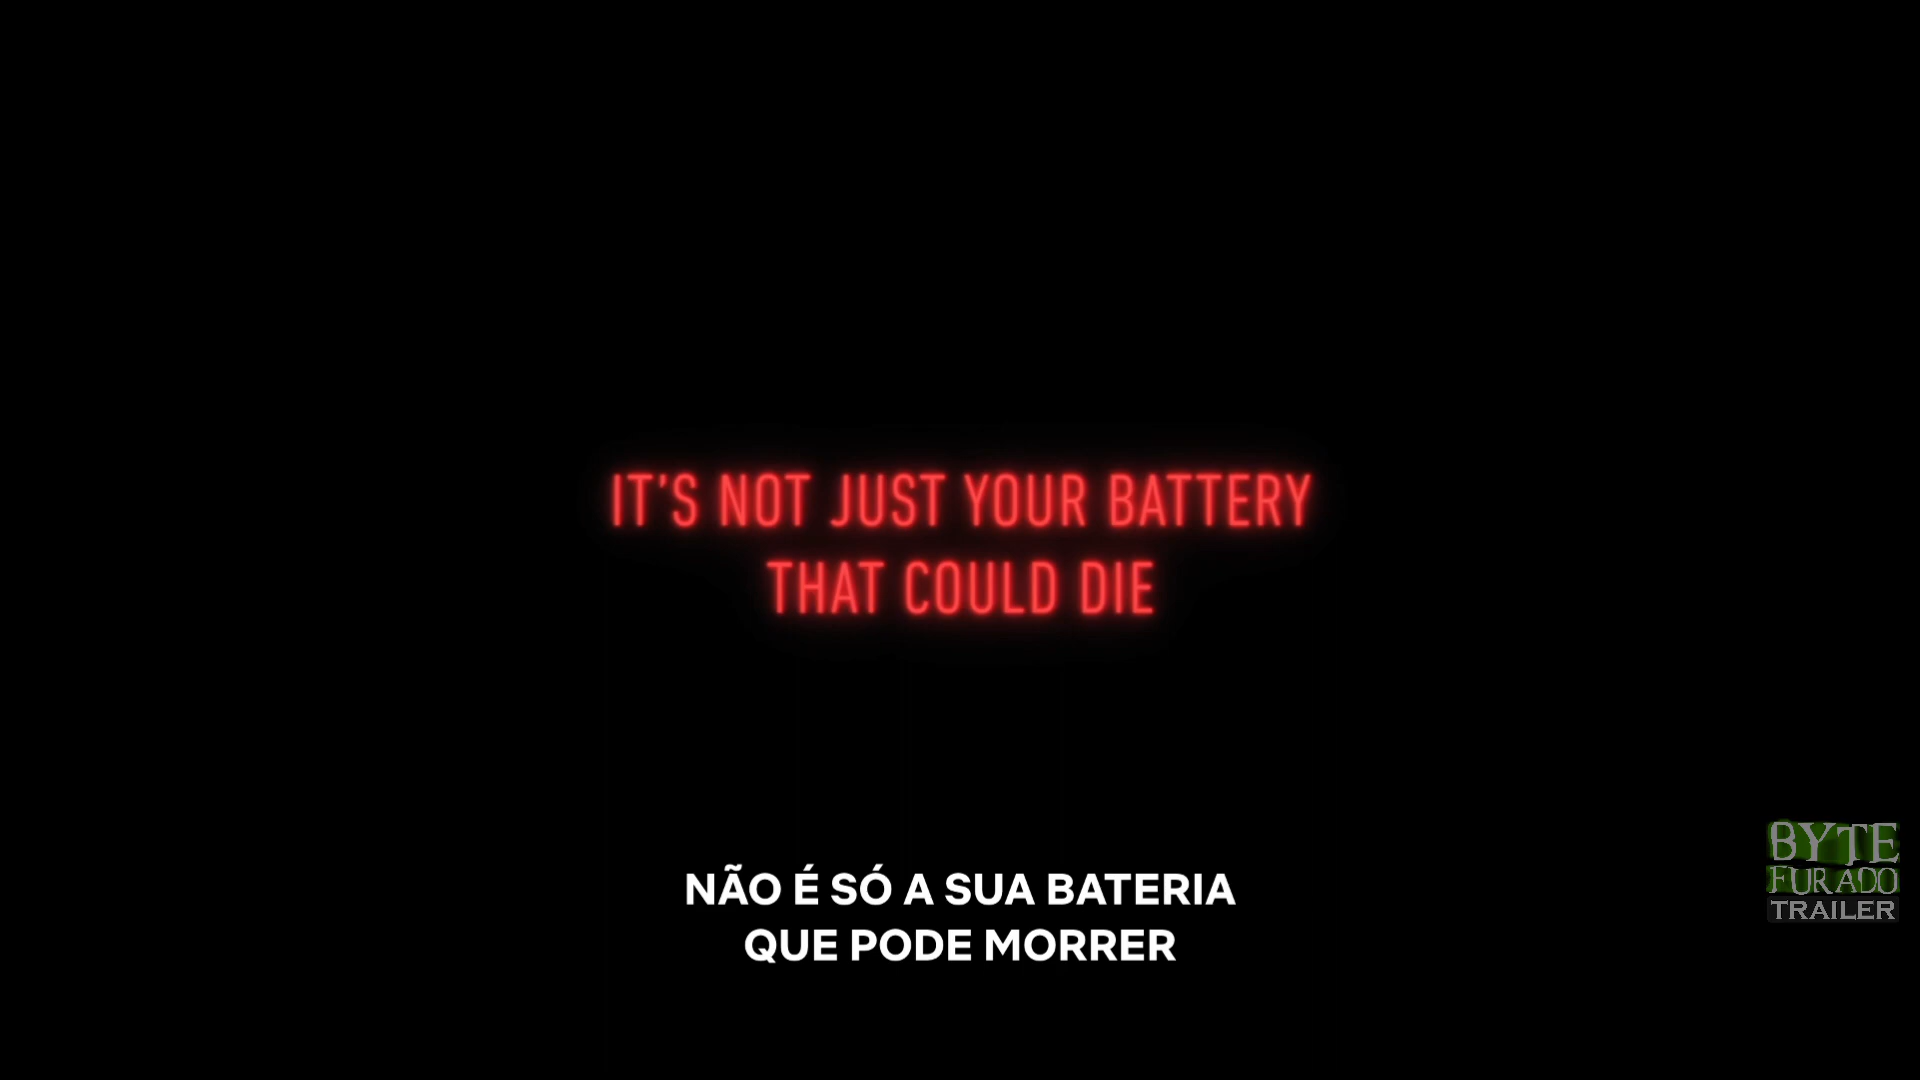 IT'S NOT JUST YOUR BATTERY
THAT COULD DIE
NÃO É SÓ A SUA BATERIA
QUE PODE MORRER
BYTE
FURADO
TRAILER